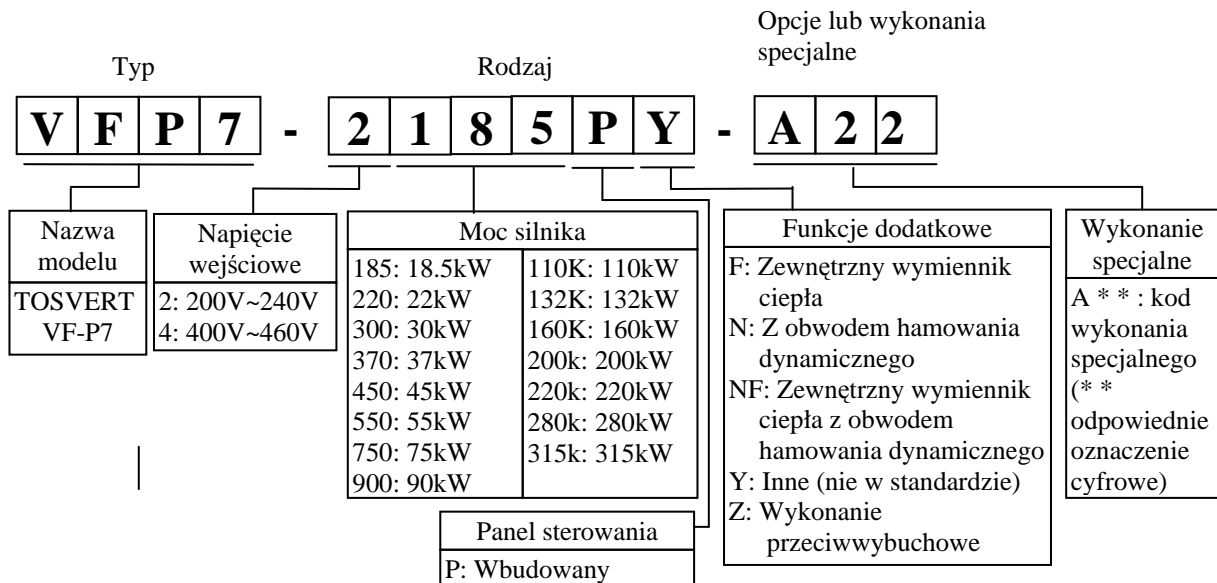 Opcje lub wykonania
specjalne
Typ
Rodzaj
V F P 7 - 2 1 8 5 P Y - A 2 2
Nazwa
modelu
TOSVERT
VF-P7
Napięcie
wejściowe
2: 200V~240V
4: 400V~460V
Moc silnika
185: 18.5kW
220: 22kW
300: 30kW
370: 37kW
450: 45kW
550: 55kW
750: 75kW
900: 90kW
110K: 110kW
132K: 132kW
160K: 160kW
200k: 200kW
220k: 220kW
280k: 280kW
315k: 315kW
Panel sterowania
P: Wbudowany
Funkcje dodatkowe
F: Zewnętrzny wymiennik
ciepła
N: Z obwodem hamowania
dynamicznego
NF: Zewnętrzny wymiennik
ciepła z obwodem
hamowania dynamicznego
Y: Inne (nie w standardzie)
Z: Wykonanie
przeciwwybuchowe
Wykonanie
specjalne
A * * : kod
wykonania
specjalnego
(* *
odpowiednie
oznaczenie
cyfrowe)